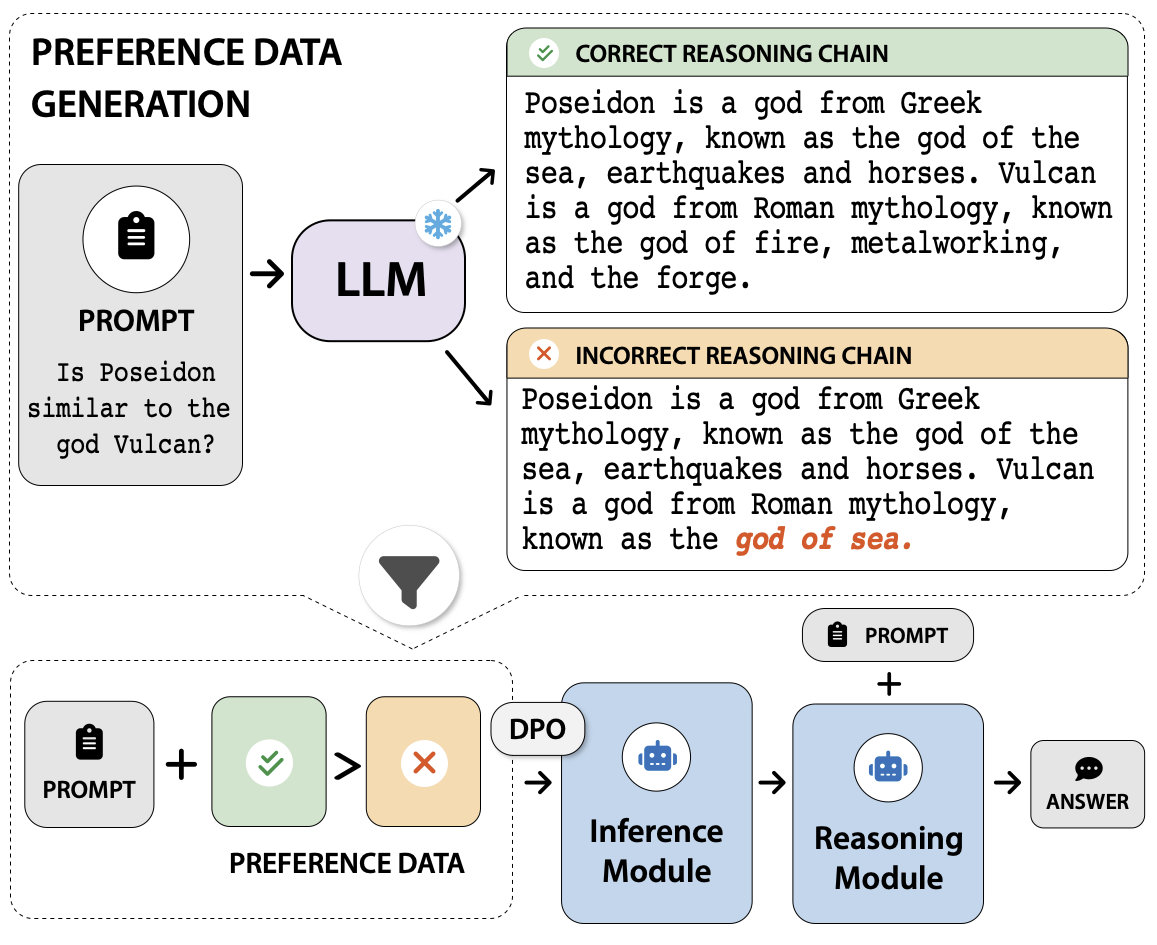 PREFERENCE DATA
GENERATION
PROMPT
Is Poseidon
similar to the
god Vulcan?
LLM
CORRECT REASONING CHAIN
Poseidon is a god from Greek
mythology, known as the god of the
sea, earthquakes and horses. Vulcan
is a god from Roman mythology, known
as the god of fire, metalworking,
and the forge.
INCORRECT REASONING CHAIN
Poseidon is a god from Greek
mythology, known as the god of the
sea, earthquakes and horses. Vulcan
is a god from Roman mythology,
known as the god of sea.
PROMPT
+
>
PREFERENCE DATA
DPO
Inference
Module
PROMPT
+
Reasoning
Module
ANSWER